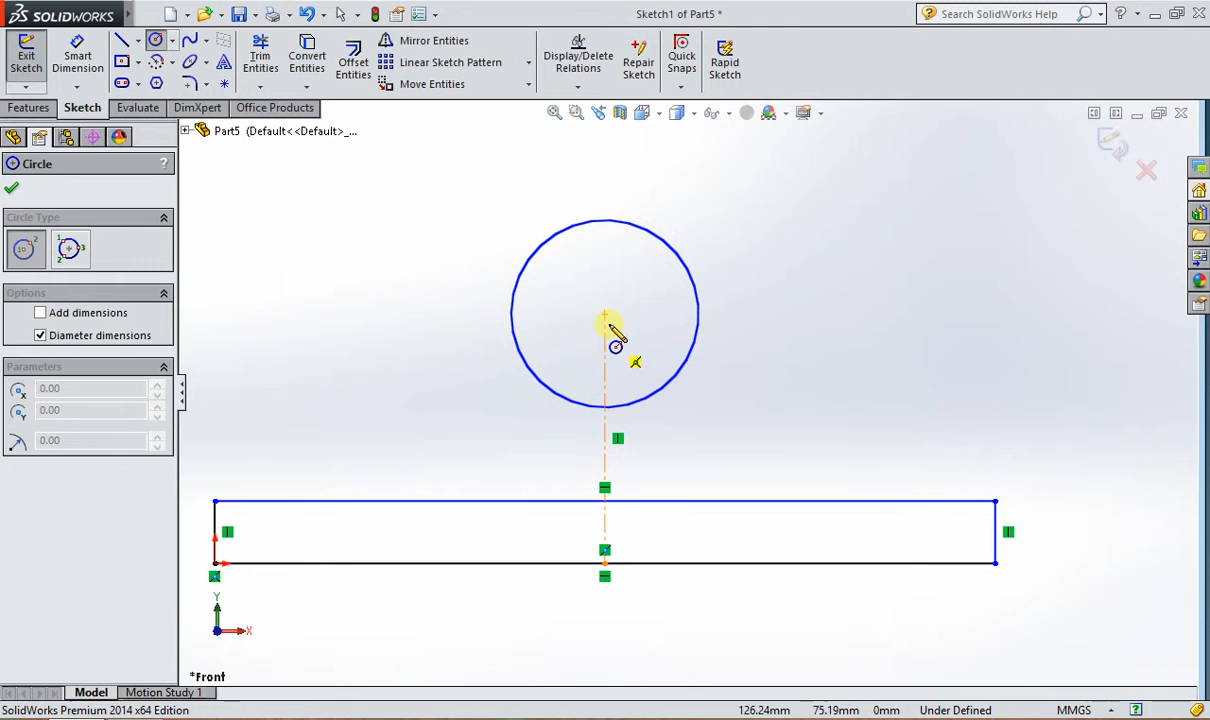 SOLIDWORKS
Sketch1 of Part5 *
Search SolidWorks Help
Exit Sketch
Smart Dimension
Trim Entities
Convert Entities
Offset Entities
Mirror Entities
Linear Sketch Pattern
Move Entities
Display/Delete Relations
Repair Sketch
Quick Snaps
Rapid Sketch
Features
Sketch
Evaluate
DimXpert
Office Products
Part5 (Default<<Default>_...
Circle
?
Circle Type
Options
Add dimensions
Diameter dimensions
Parameters
0.00
0.00
0.00
Y
X
*Front
Model
Motion Study 1
SolidWorks Premium 2014 x64 Edition
126.24mm
75.19mm
0mm
Under Defined
MMGS